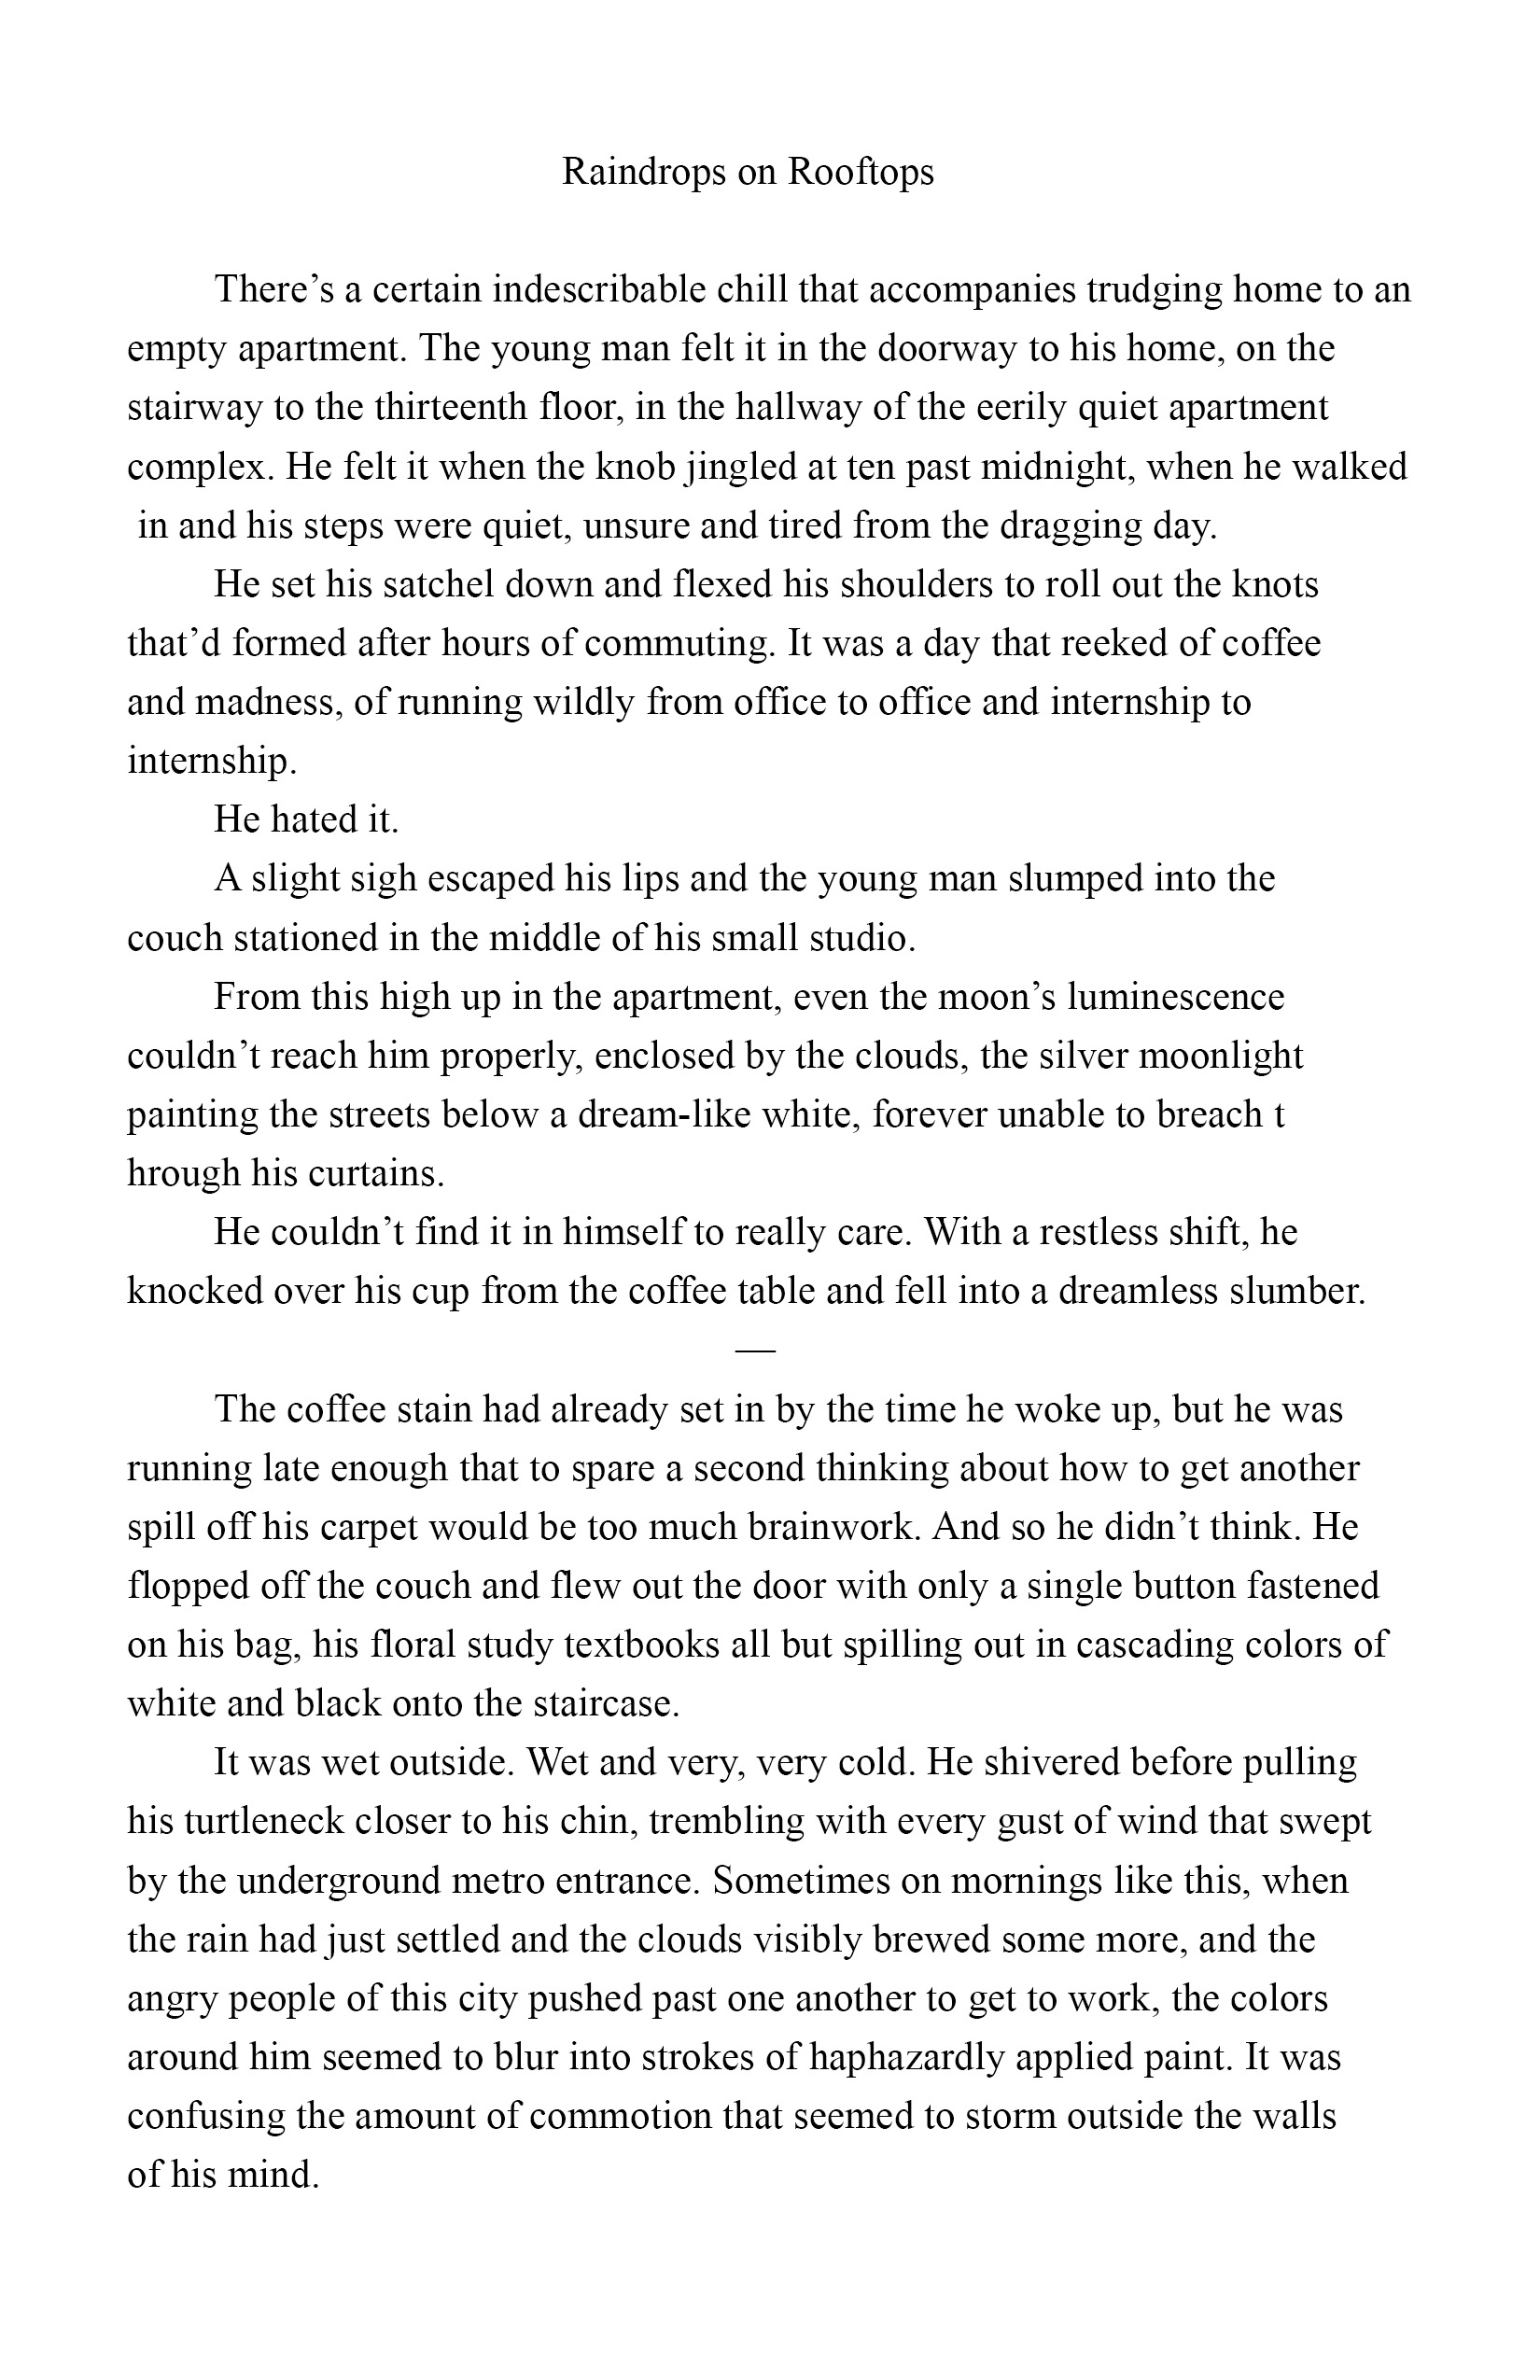 Raindrops on Rooftops
There’s a certain indescribable chill that accompanies trudging home to an
empty apartment. The young man felt it in the doorway to his home, on the
stairway to the thirteenth floor, in the hallway of the eerily quiet apartment
complex. He felt it when the knob jingled at ten past midnight, when he walked
in and his steps were quiet, unsure and tired from the dragging day.
He set his satchel down and flexed his shoulders to roll out the knots
that’d formed after hours of commuting. It was a day that reeked of coffee
and madness, of running wildly from office to office and internship to
internship.
He hated it.
A slight sigh escaped his lips and the young man slumped into the
couch stationed in the middle of his small studio.
From this high up in the apartment, even the moon’s luminescence
couldn’t reach him properly, enclosed by the clouds, the silver moonlight
painting the streets below a dream-like white, forever unable to breach t
hrough his curtains.
He couldn’t find it in himself to really care. With a restless shift, he
knocked over his cup from the coffee table and fell into a dreamless slumber.
—
The coffee stain had already set in by the time he woke up, but he was
running late enough that to spare a second thinking about how to get another
spill off his carpet would be too much brainwork. And so he didn’t think. He
flopped off the couch and flew out the door with only a single button fastened
on his bag, his floral study textbooks all but spilling out in cascading colors of
white and black onto the staircase.
It was wet outside. Wet and very, very cold. He shivered before pulling
his turtleneck closer to his chin, trembling with every gust of wind that swept
by the underground metro entrance. Sometimes on mornings like this, when
the rain had just settled and the clouds visibly brewed some more, and the
angry people of this city pushed past one another to get to work, the colors
around him seemed to blur into strokes of haphazardly applied paint. It was
confusing the amount of commotion that seemed to storm outside the walls
of his mind.